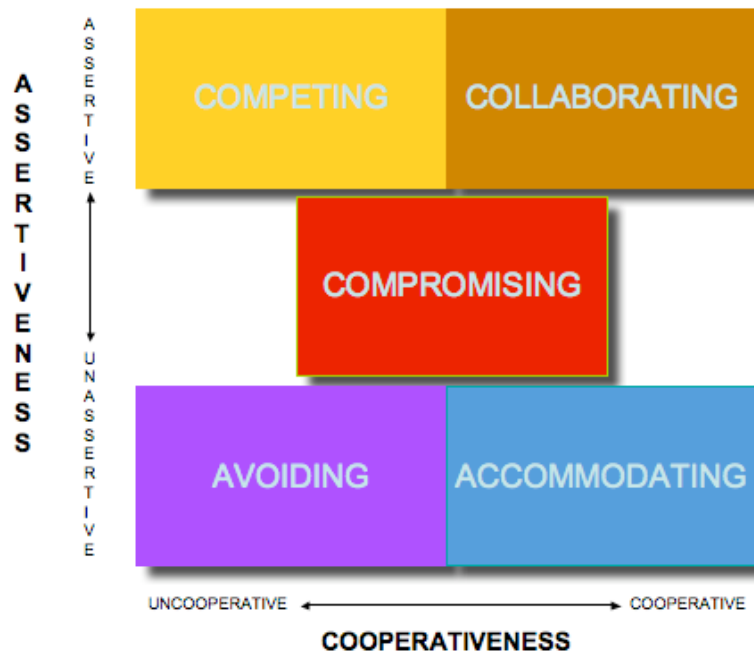 ASSERTIVENESS
ASSERTIVE
UNASSERTIVE
COMPETING
COLLABORATING
COMPROMISING
AVOIDING
ACCOMMODATING
UNCOOPERATIVE
COOPERATIVE
COOPERATIVENESS